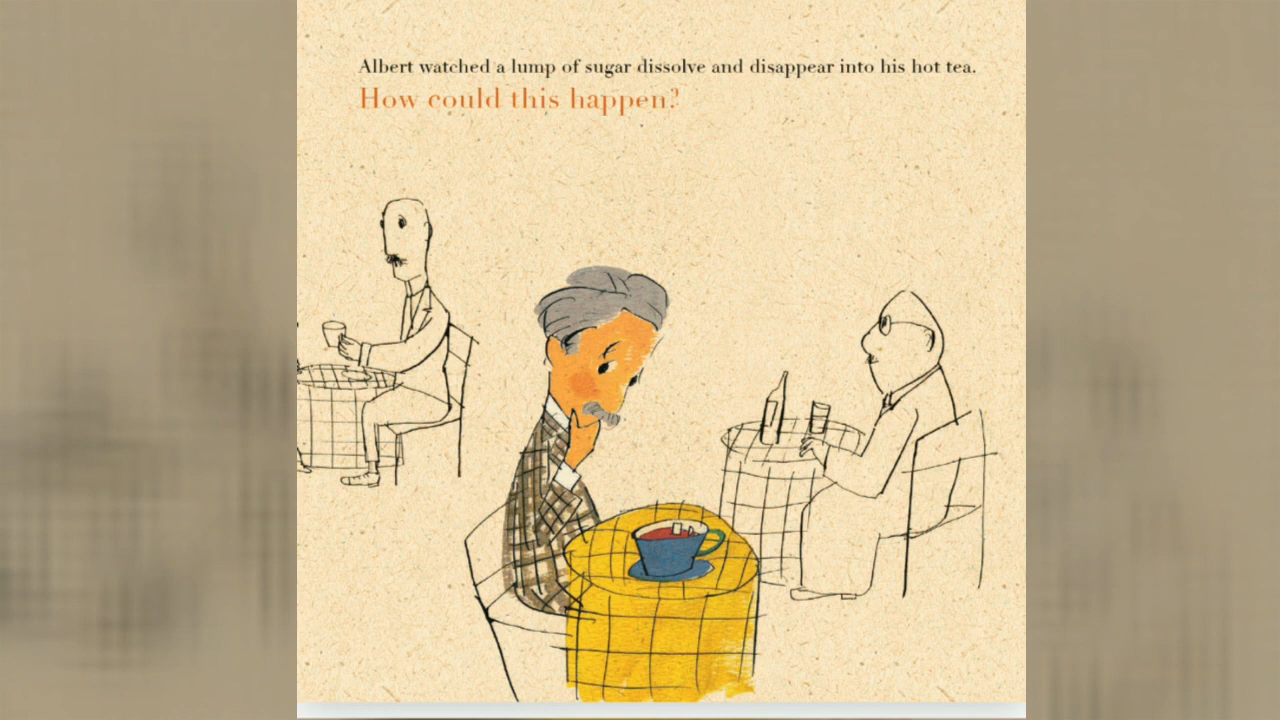 Albert watched a lump of sugar dissolve and disappear into his hot tea.
How could this happen?